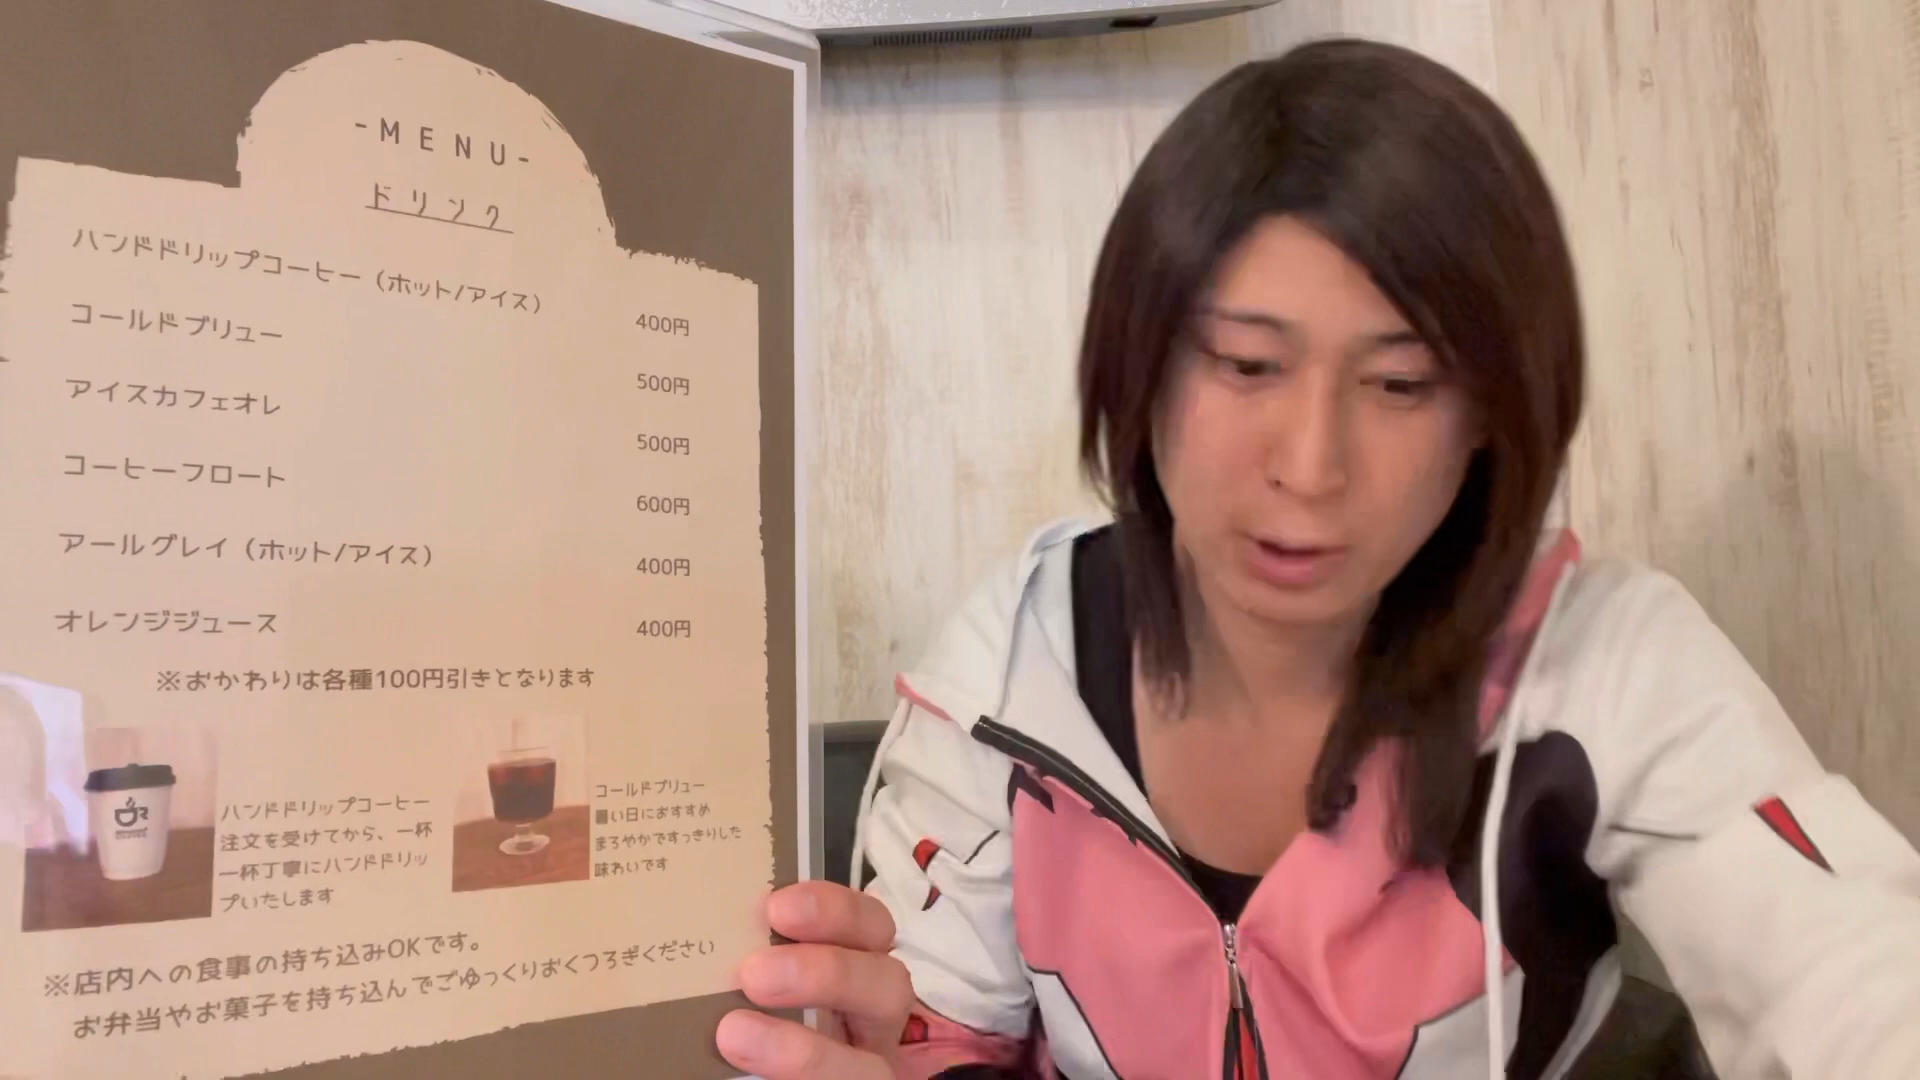 -MENU-
ドリンク
ハンドドリップコーヒー（ホット/アイス） 400円
コールドブリュー 500円
アイスカフェオレ 500円
コーヒーフロート 600円
アールグレイ（ホット/アイス） 400円
オレンジジュース 400円
※おかわりは各種100円引きとなります
ハンドドリップコーヒー
注文を受けてから、一杯
一杯丁寧にハンドドリッ
プいたします
コールドブリュー
暑い日におすすめ
まろやかですっきりした
味わいです
※店内への食事の持ち込みOKです。
お弁当やお菓子を持ち込んでごゆっくりおくつろぎください